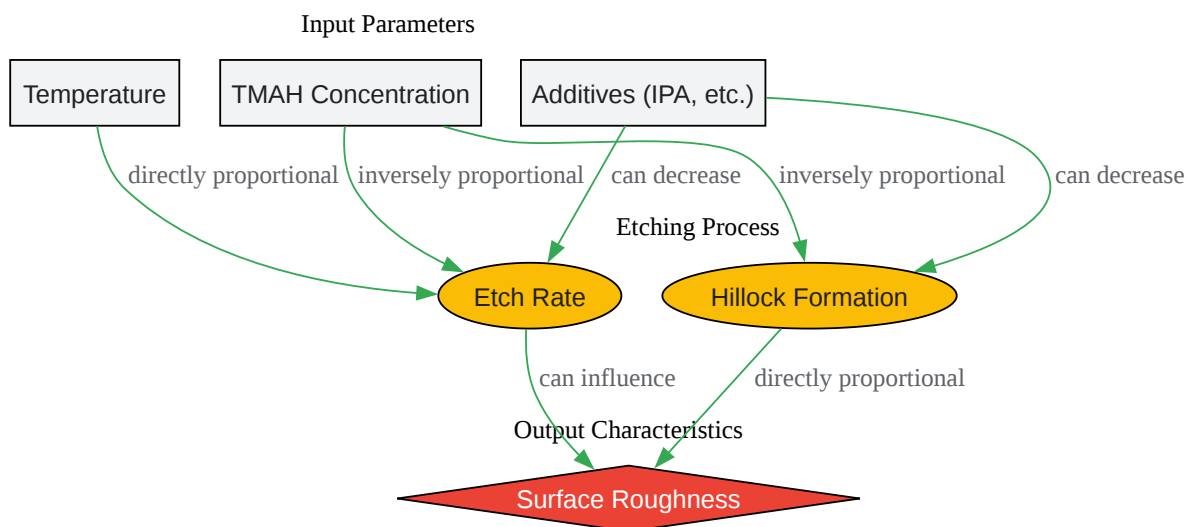 Input Parameters
Temperature
TMAH Concentration
Additives (IPA, etc.)
directly proportional
inversely proportional
can decrease
inversely proportional
can decrease
Etching Process
Etch Rate
Hillock Formation
can influence
directly proportional
Output Characteristics
Surface Roughness